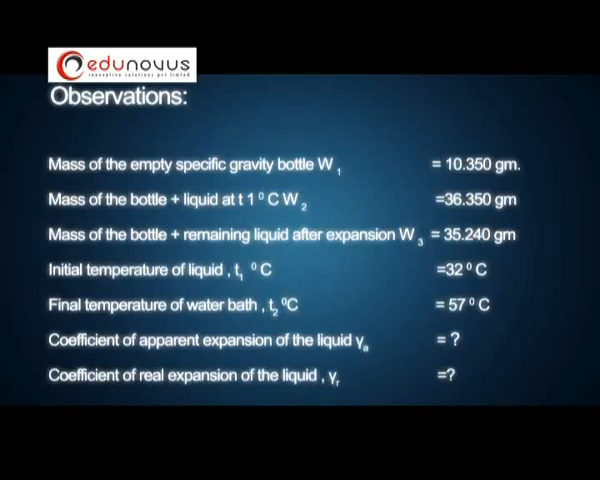 edunovus
innovative solutions pvt limited
Observations:
Mass of the empty specific gravity bottle W₁ = 10.350 gm.
Mass of the bottle + liquid at t 1 ⁰ C W₂ =36.350 gm
Mass of the bottle + remaining liquid after expansion W₃ = 35.240 gm
Initial temperature of liquid , t₁ ⁰ C =32 ⁰ C
Final temperature of water bath , t₂ ⁰C = 57 ⁰ C
Coefficient of apparent expansion of the liquid γₐ = ?
Coefficient of real expansion of the liquid , γᵣ =?